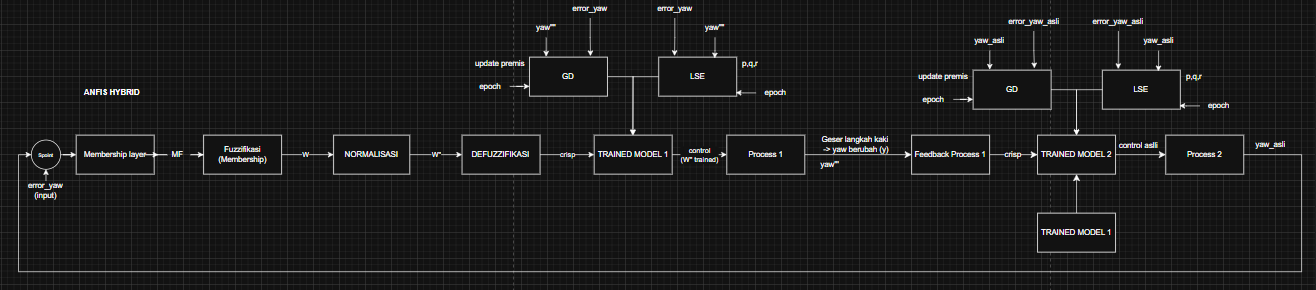 error_yaw
error_yaw
yaw""
yaw""
update premis
GD
LSE
p,q,r
epoch
epoch
error_yaw_asli
error_yaw_asli
yaw_asli
yaw_asli
update premis
GD
LSE
p,q,r
epoch
epoch
ANFIS HYBRID
Spoint
error_yaw
(input)
Membership layer
MF
Fuzzifikasi
(Membership)
W
NORMALISASI
W"
DEFUZZIFIKASI
crisp
TRAINED MODEL 1
control
(W" trained)
Process 1
Geser langkah kaki
-> yaw berubah (y)
yaw""
Feedback Process 1
crisp
TRAINED MODEL 2
control aslli
Process 2
yaw_asli
TRAINED MODEL 1